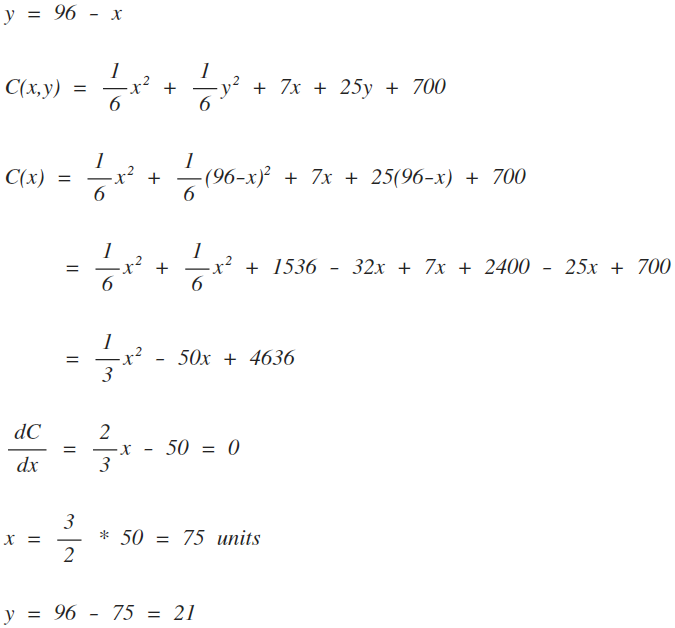 y = 96 - x
C(x,y) = 1/6 x² + 1/6 y² + 7x + 25y + 700
C(x) = 1/6 x² + 1/6 (96-x)² + 7x + 25(96-x) + 700
= 1/6 x² + 1/6 x² + 1536 - 32x + 7x + 2400 - 25x + 700
= 1/3 x² - 50x + 4636
dC/dx = 2/3 x - 50 = 0
x = 3/2 * 50 = 75 units
y = 96 - 75 = 21